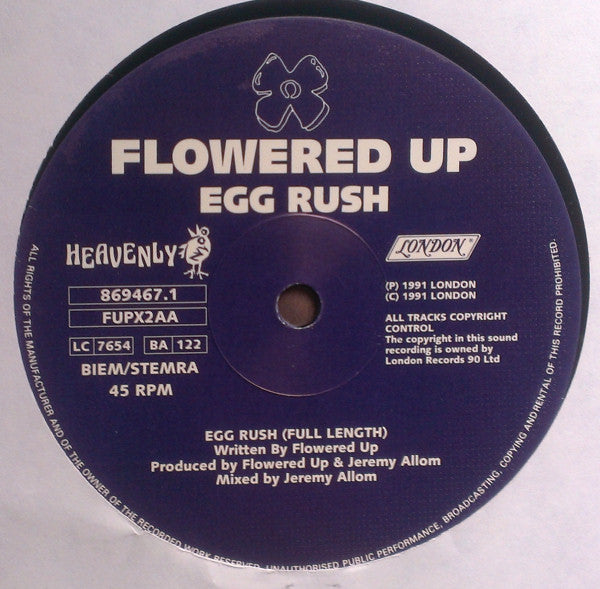 FLOWERED UP
EGG RUSH
HEAVENLY
869467.1
FUPX2AA
LC 7654 BA 122
BIEM/STEMRA
45 RPM
LONDON
(P) 1991 LONDON
(C) 1991 LONDON
ALL TRACKS COPYRIGHT
CONTROL
The copyright in this sound
recording is owned by
London Records 90 Ltd
EGG RUSH (FULL LENGTH)
Written By Flowered Up
Produced by Flowered Up & Jeremy Allom
Mixed by Jeremy Allom
ALL RIGHTS OF THE MANUFACTURER AND OF THE OWNER OF THE RECORDED WORK RESERVED. UNAUTHORISED PUBLIC PERFORMANCE, BROADCASTING, COPYING AND RENTAL OF THIS RECORD PROHIBITED.